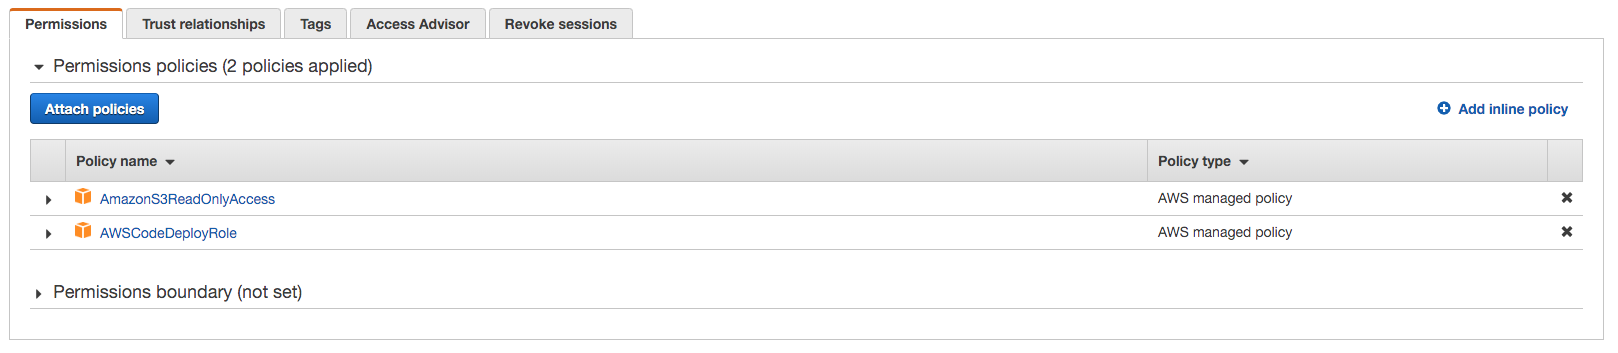 Permissions Trust relationships Tags Access Advisor Revoke sessions
Permissions policies (2 policies applied)
Attach policies Add inline policy
Policy name Policy type
AmazonS3ReadOnlyAccess AWS managed policy
AWSCodeDeployRole AWS managed policy
Permissions boundary (not set)